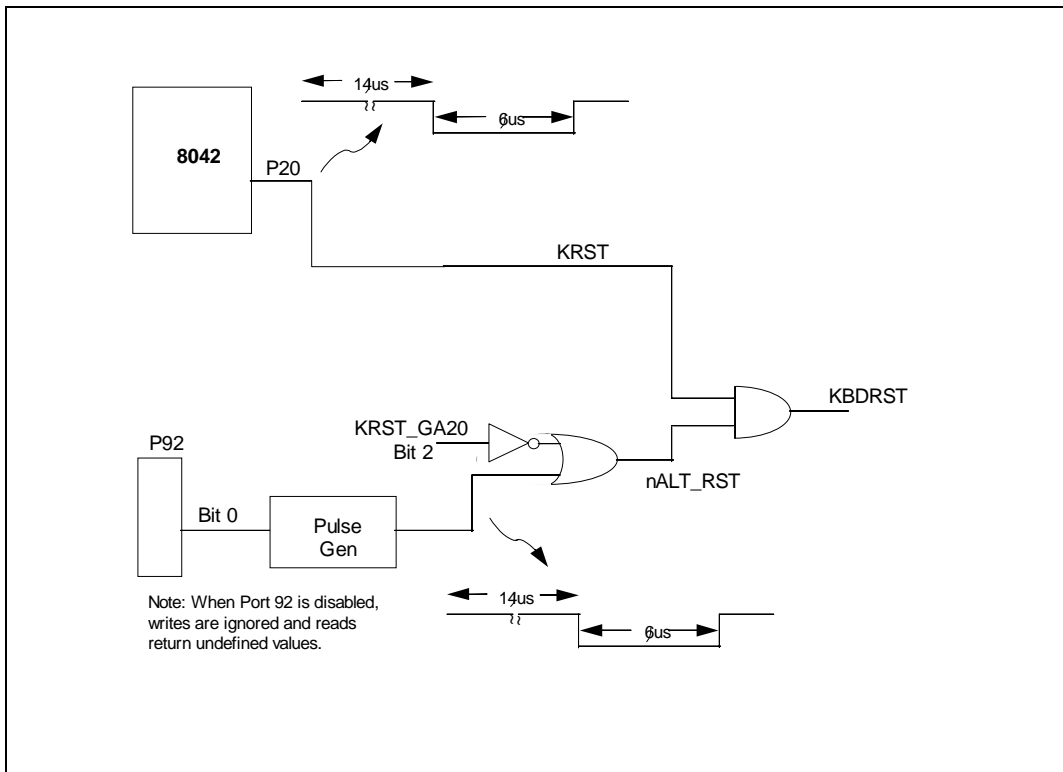 14us
6us
8042
P20
KRST
KBDRST
KRST_GA20
Bit 2
nALT_RST
P92
Bit 0
Pulse
Gen
14us
6us
Note: When Port 92 is disabled,
writes are ignored and reads
return undefined values.